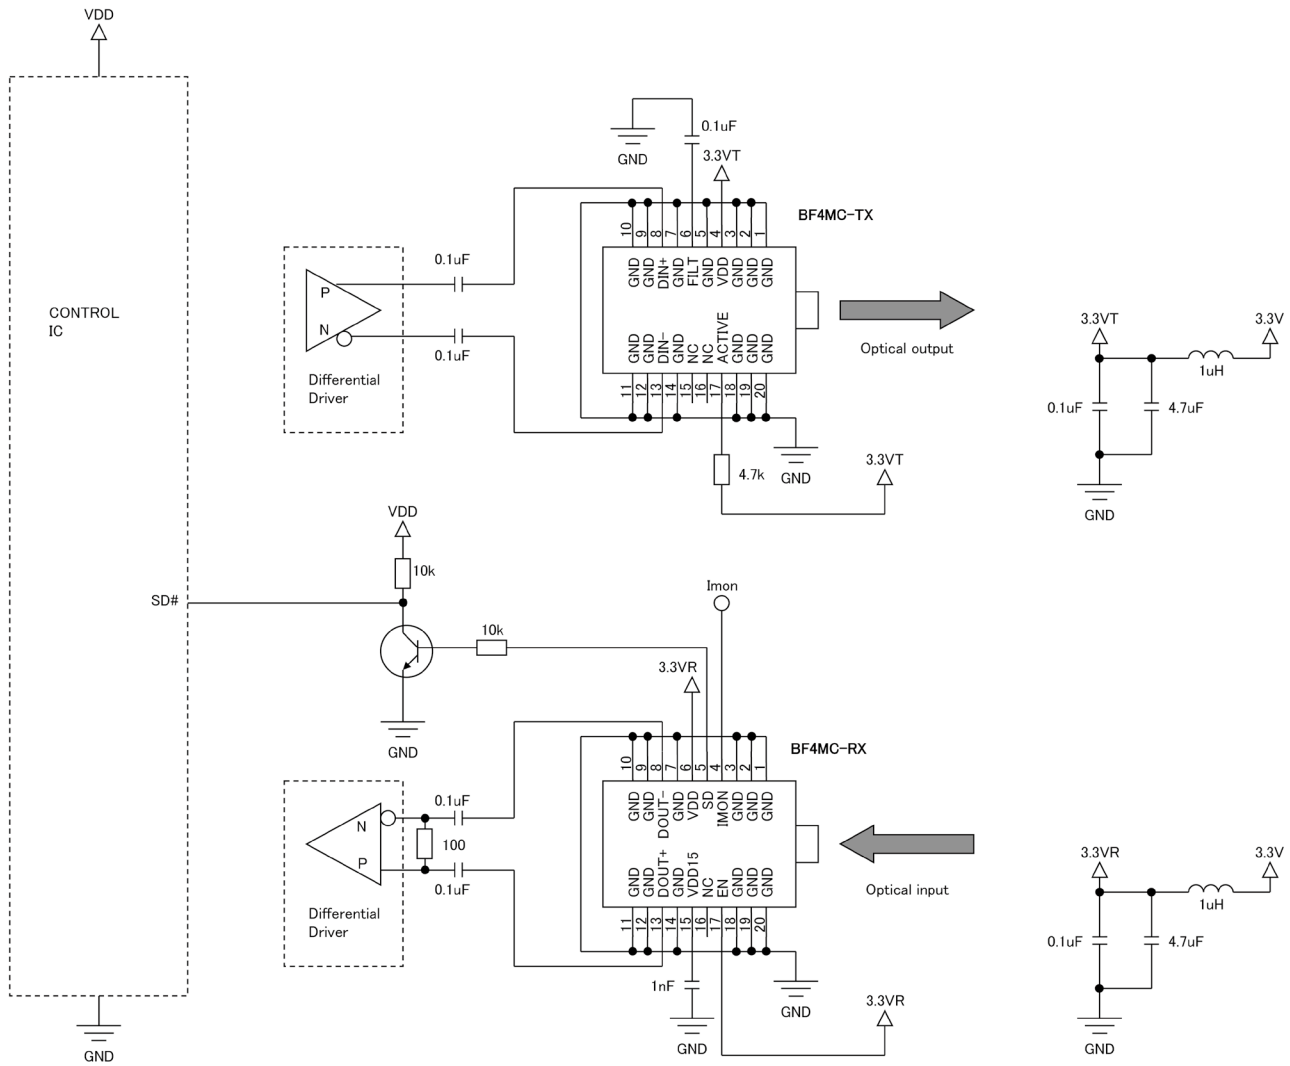 VDD
CONTROL
IC
SD#
GND
0.1uF
GND
3.3VT
BF4MC-TX
10
9
8
7
6
5
4
3
2
1
GND
GND
DIN+
GND
FILT
GND
VDD
GND
GND
GND
GND
GND
DIN-
GND
NC
NC
ACTIVE
GND
GND
GND
11
12
13
14
15
16
17
18
19
20
0.1uF
P
N
0.1uF
Differential
Driver
Optical output
GND
4.7k
3.3VT
3.3VT
3.3V
1uH
0.1uF
4.7uF
GND
VDD
10k
10k
GND
Imon
3.3VR
BF4MC-RX
10
9
8
7
6
5
4
3
2
1
GND
GND
DOUT-
GND
VDD
SD
IMON
GND
GND
GND
GND
GND
DOUT+
GND
VDD15
NC
EN
GND
GND
GND
11
12
13
14
15
16
17
18
19
20
0.1uF
N
100
P
0.1uF
Differential
Driver
Optical input
1nF
GND
GND
3.3VR
3.3VR
3.3V
1uH
0.1uF
4.7uF
GND